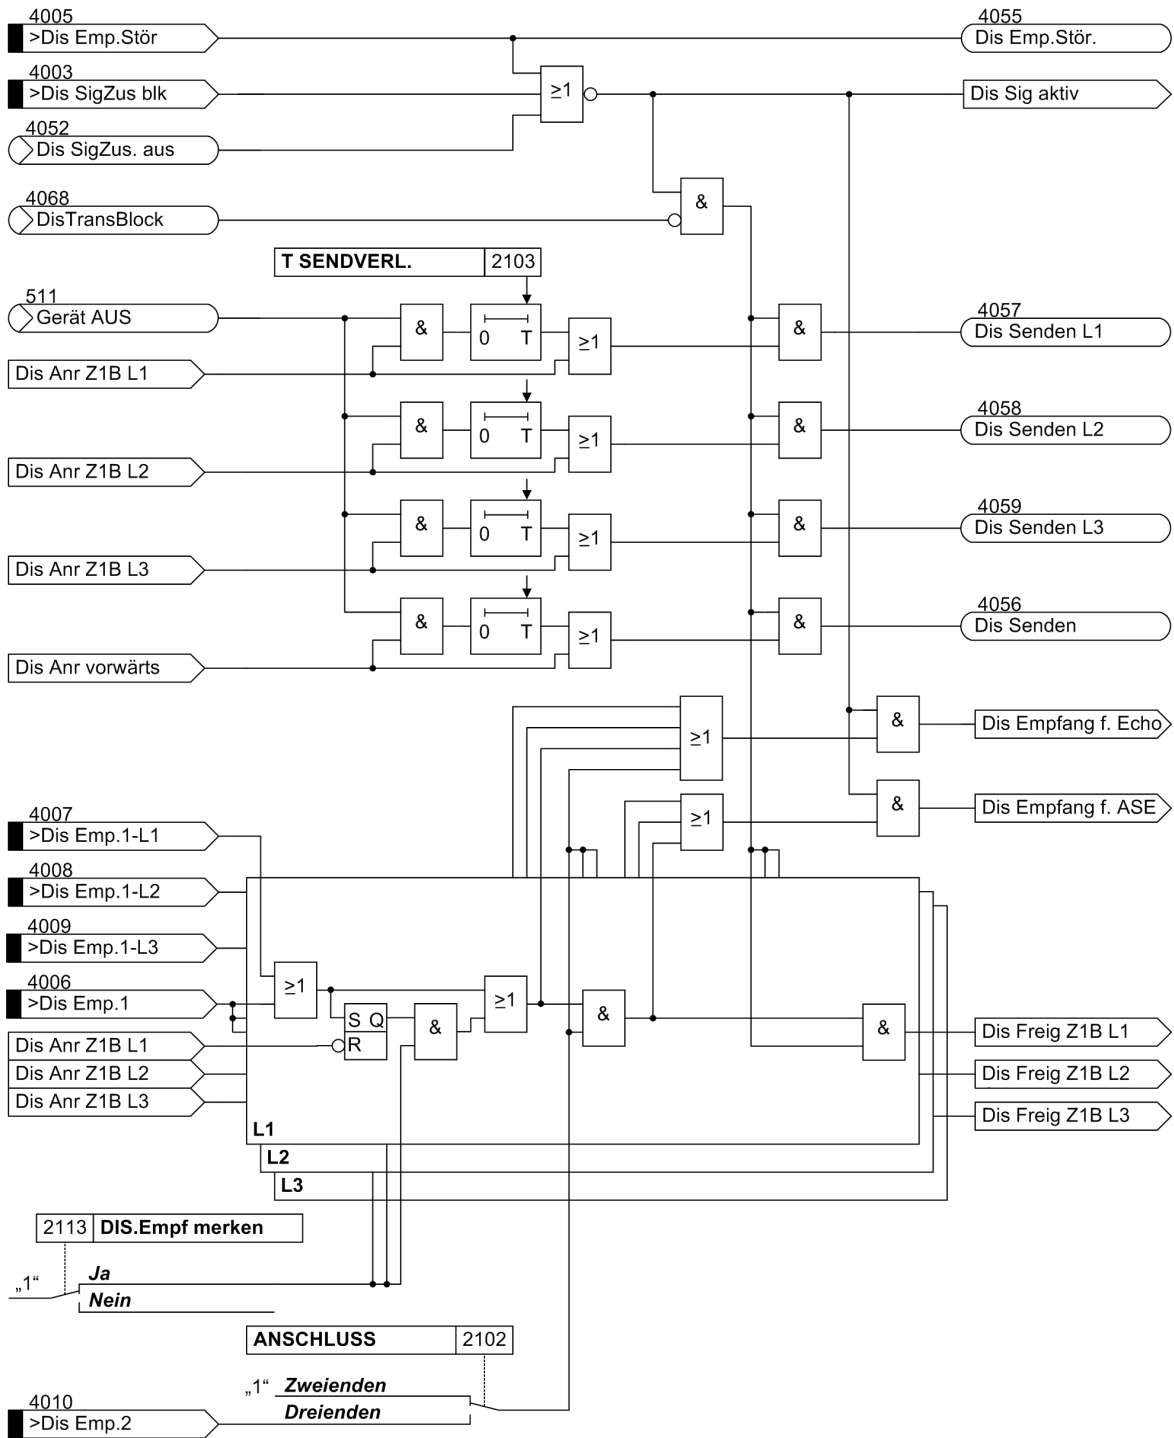 4005
>Dis Emp.Stör
4055
Dis Emp.Stör.
4003
>Dis SigZus blk
≥1
Dis Sig aktiv
4052
Dis SigZus. aus
4068
DisTransBlock
&
T SENDVERL. 2103
511
Gerät AUS
&
0 T
≥1
&
4057
Dis Senden L1
Dis Anr Z1B L1
&
0 T
≥1
&
4058
Dis Senden L2
Dis Anr Z1B L2
&
0 T
≥1
&
4059
Dis Senden L3
Dis Anr Z1B L3
&
0 T
≥1
&
4056
Dis Senden
Dis Anr vorwärts
≥1
&
Dis Empfang f. Echo
≥1
&
Dis Empfang f. ASE
4007
>Dis Emp.1-L1
4008
>Dis Emp.1-L2
4009
>Dis Emp.1-L3
4006
>Dis Emp.1
≥1
S Q
R
&
≥1
&
&
Dis Anr Z1B L1
Dis Anr Z1B L2
Dis Anr Z1B L3
Dis Freig Z1B L1
Dis Freig Z1B L2
Dis Freig Z1B L3
L1
L2
L3
2113 DIS.Empf merken
„1“
Ja
Nein
ANSCHLUSS 2102
„1“ Zweienden
Dreienden
4010
>Dis Emp.2